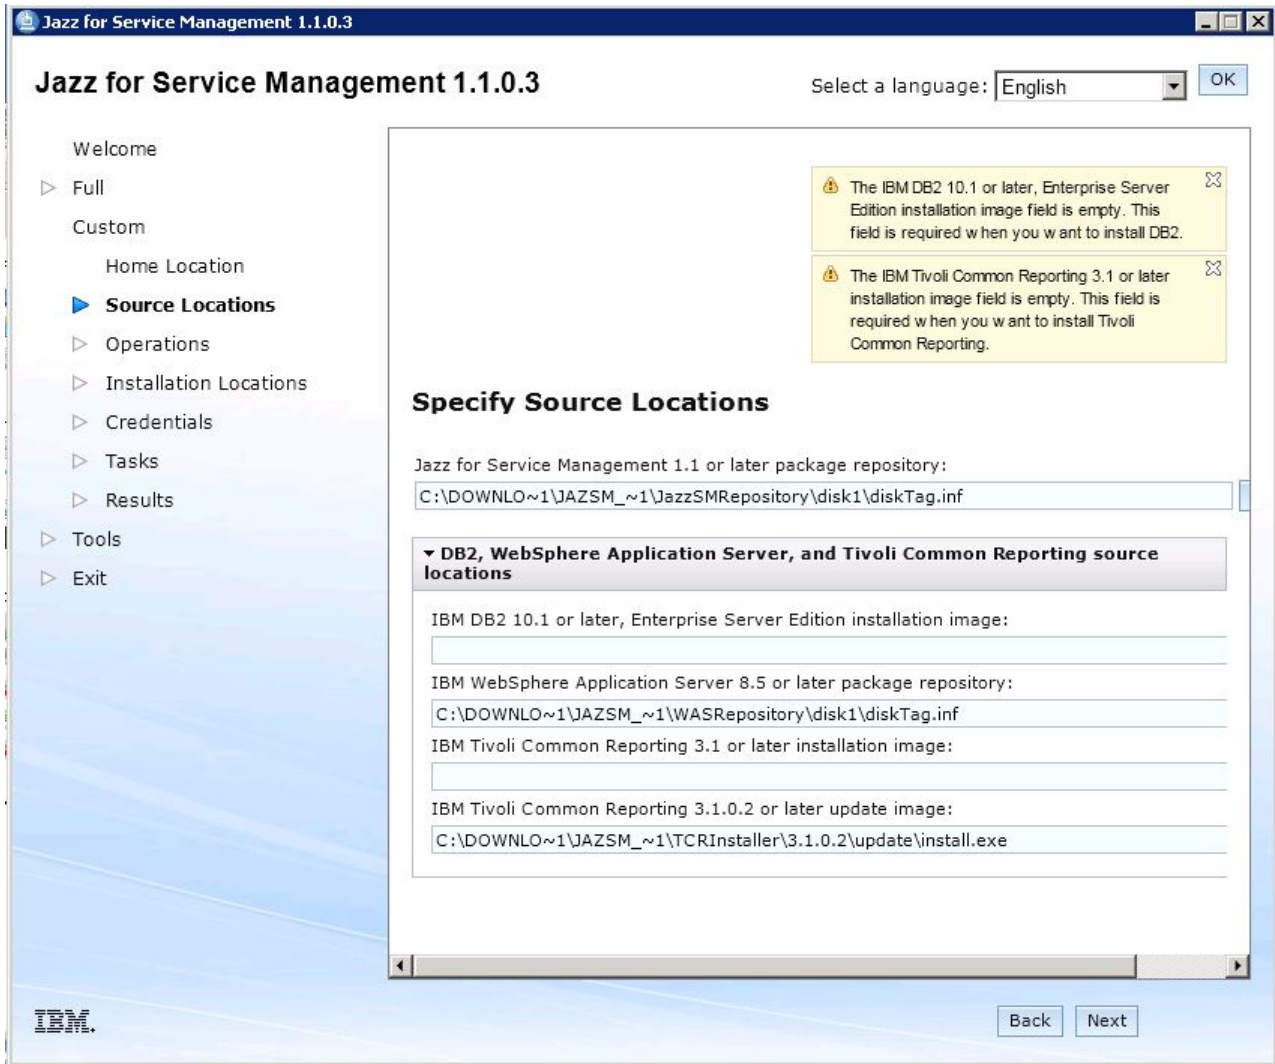 Jazz for Service Management 1.1.0.3
Jazz for Service Management 1.1.0.3
Select a language: English OK
Welcome
Full
Custom
Home Location
Source Locations
Operations
Installation Locations
Credentials
Tasks
Results
Tools
Exit
The IBM DB2 10.1 or later, Enterprise Server
Edition installation image field is empty. This
field is required when you want to install DB2.
The IBM Tivoli Common Reporting 3.1 or later
installation image field is empty. This field is
required when you want to install Tivoli
Common Reporting.
Specify Source Locations
Jazz for Service Management 1.1 or later package repository:
C:\DOWNLO~1\JAZSM_~1\JazzSMRepository\disk1\diskTag.inf
DB2, WebSphere Application Server, and Tivoli Common Reporting source
locations
IBM DB2 10.1 or later, Enterprise Server Edition installation image:
IBM WebSphere Application Server 8.5 or later package repository:
C:\DOWNLO~1\JAZSM_~1\WASRepository\disk1\diskTag.inf
IBM Tivoli Common Reporting 3.1 or later installation image:
IBM Tivoli Common Reporting 3.1.0.2 or later update image:
C:\DOWNLO~1\JAZSM_~1\TCRInstaller\3.1.0.2\update\install.exe
IBM.
Back Next